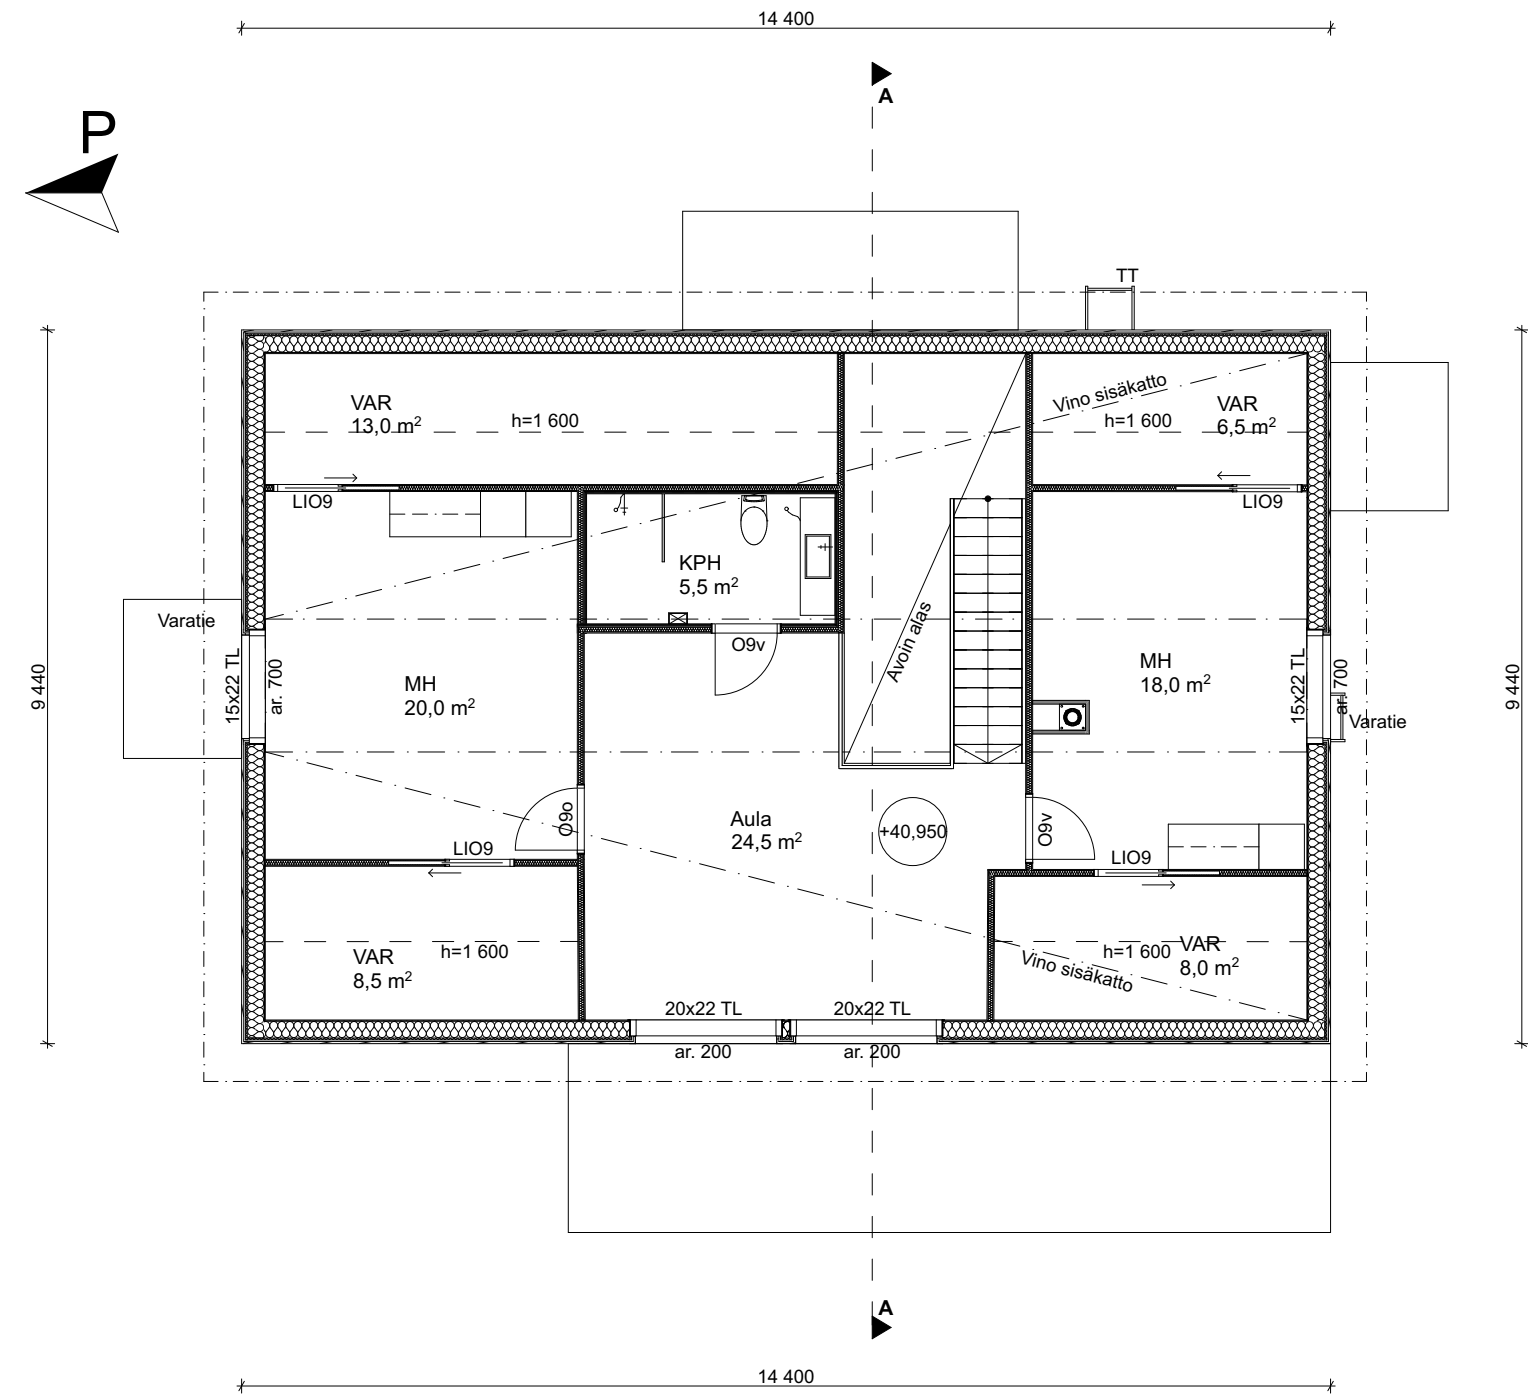 14 400
A
P
TT
VAR
13,0 m²
h=1 600
Vino sisäkatto
h=1 600
VAR
6,5 m²
LIO9
LIO9
KPH
5,5 m²
Varatie
15x22 TL
ar. 700
MH
20,0 m²
O9v
Avoin alas
MH
18,0 m²
15x22 TL
ar. 700
Varatie
9 440
9 440
O9o
Aula
24,5 m²
+40,950
O9v
LIO9
LIO9
VAR
8,5 m²
h=1 600
Vino sisäkatto
h=1 600
VAR
8,0 m²
20x22 TL
20x22 TL
ar. 200
ar. 200
A
14 400